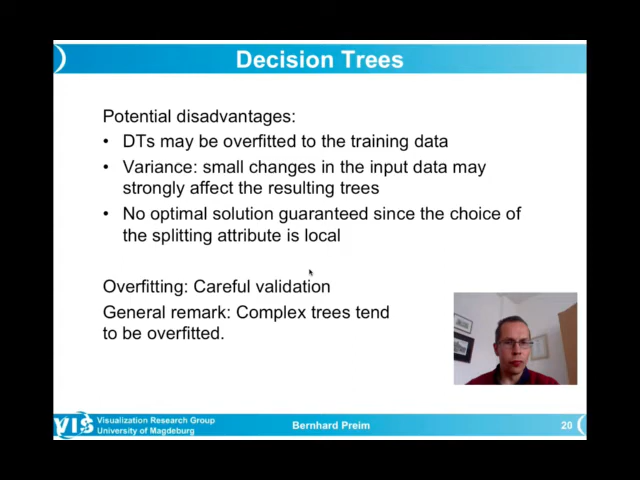 Decision Trees
Potential disadvantages:
• DTs may be overfitted to the training data
• Variance: small changes in the input data may
strongly affect the resulting trees
• No optimal solution guaranteed since the choice of
the splitting attribute is local
Overfitting: Careful validation
General remark: Complex trees tend
to be overfitted.
VIS
Visualization Research Group
University of Magdeburg
Bernhard Preim
20